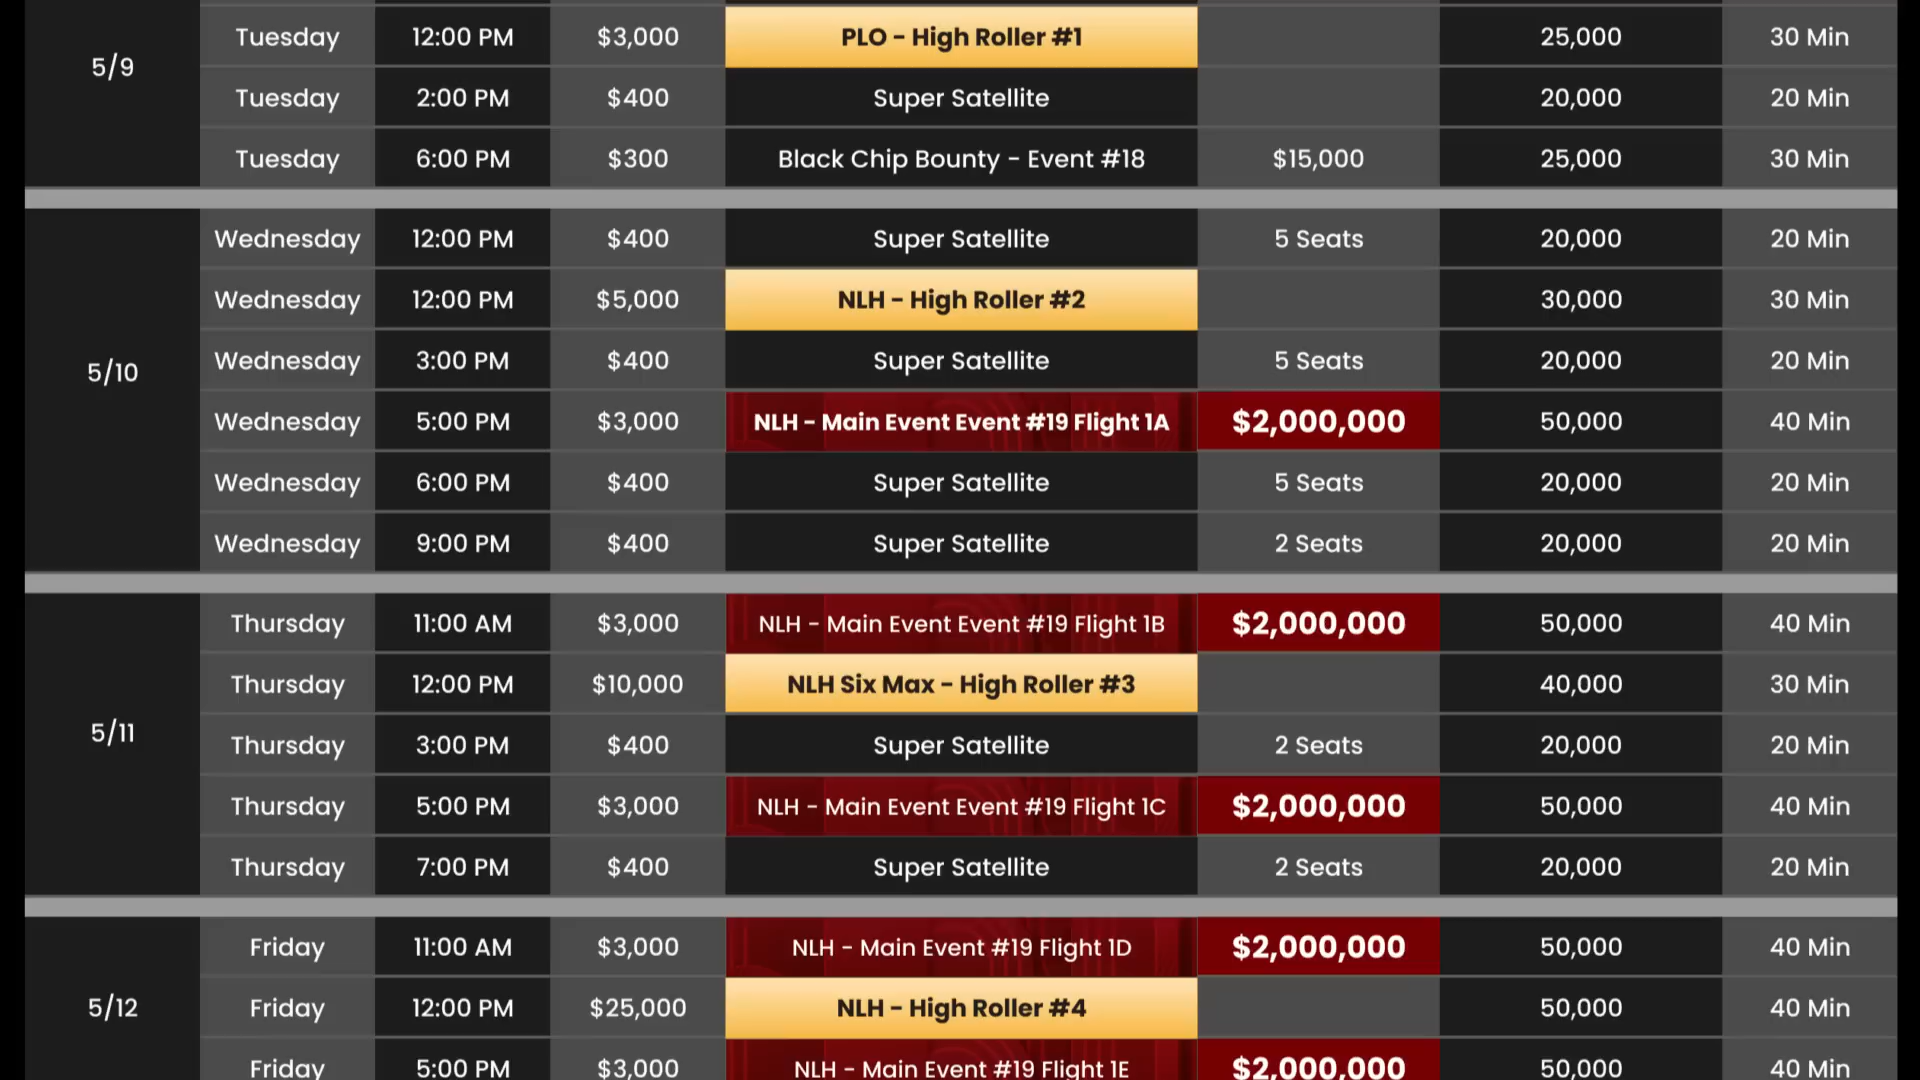 5/9
Tuesday 12:00 PM $3,000 PLO - High Roller #1 25,000 30 Min
Tuesday 2:00 PM $400 Super Satellite 20,000 20 Min
Tuesday 6:00 PM $300 Black Chip Bounty - Event #18 $15,000 25,000 30 Min
5/10
Wednesday 12:00 PM $400 Super Satellite 5 Seats 20,000 20 Min
Wednesday 12:00 PM $5,000 NLH - High Roller #2 30,000 30 Min
Wednesday 3:00 PM $400 Super Satellite 5 Seats 20,000 20 Min
Wednesday 5:00 PM $3,000 NLH - Main Event Event #19 Flight 1A $2,000,000 50,000 40 Min
Wednesday 6:00 PM $400 Super Satellite 5 Seats 20,000 20 Min
Wednesday 9:00 PM $400 Super Satellite 2 Seats 20,000 20 Min
5/11
Thursday 11:00 AM $3,000 NLH - Main Event Event #19 Flight 1B $2,000,000 50,000 40 Min
Thursday 12:00 PM $10,000 NLH Six Max - High Roller #3 40,000 30 Min
Thursday 3:00 PM $400 Super Satellite 2 Seats 20,000 20 Min
Thursday 5:00 PM $3,000 NLH - Main Event Event #19 Flight 1C $2,000,000 50,000 40 Min
Thursday 7:00 PM $400 Super Satellite 2 Seats 20,000 20 Min
5/12
Friday 11:00 AM $3,000 NLH - Main Event #19 Flight 1D $2,000,000 50,000 40 Min
Friday 12:00 PM $25,000 NLH - High Roller #4 50,000 40 Min
Friday 5:00 PM $3,000 NLH - Main Event #19 Flight 1E $2,000,000 50,000 40 Min